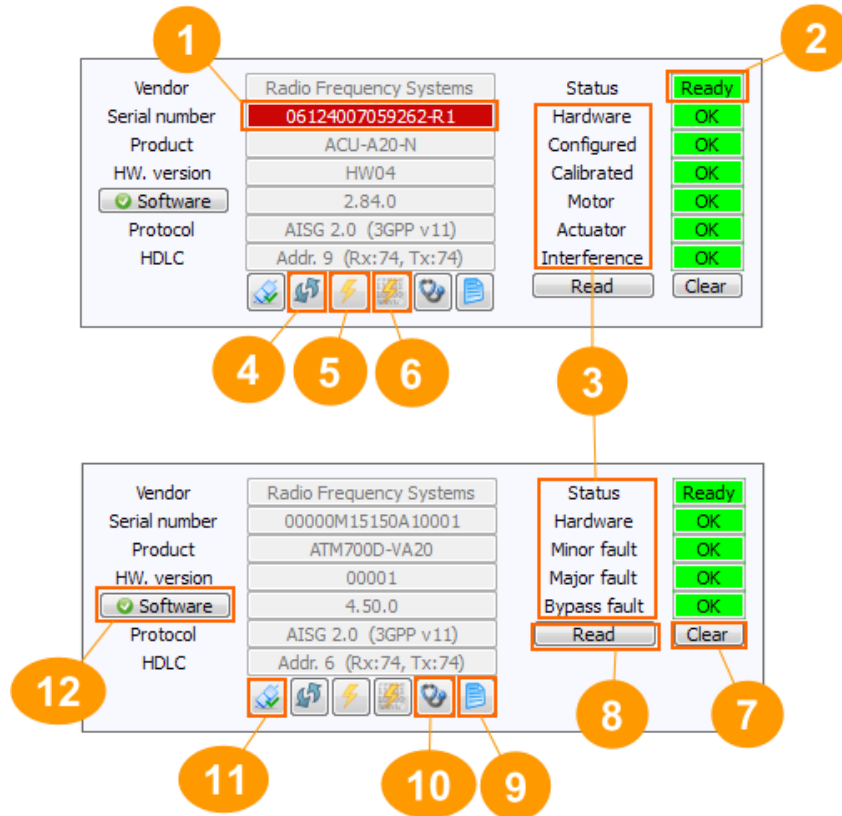 1
2
Vendor Radio Frequency Systems Status Ready
Serial number 06124007059262-R1 Hardware OK
Product ACU-A20-N Configured OK
HW. version HW04 Calibrated OK
Software 2.84.0 Motor OK
Protocol AISG 2.0 (3GPP v11) Actuator OK
HDLC Addr. 9 (Rx:74, Tx:74) Interference OK
Read Clear
4
5
6
3
Vendor Radio Frequency Systems Status Ready
Serial number 00000M15150A10001 Hardware OK
Product ATM700D-VA20 Minor fault OK
HW. version 00001 Major fault OK
Software 4.50.0 Bypass fault OK
Protocol AISG 2.0 (3GPP v11) Read Clear
HDLC Addr. 6 (Rx:74, Tx:74)
12
8
7
11
10
9